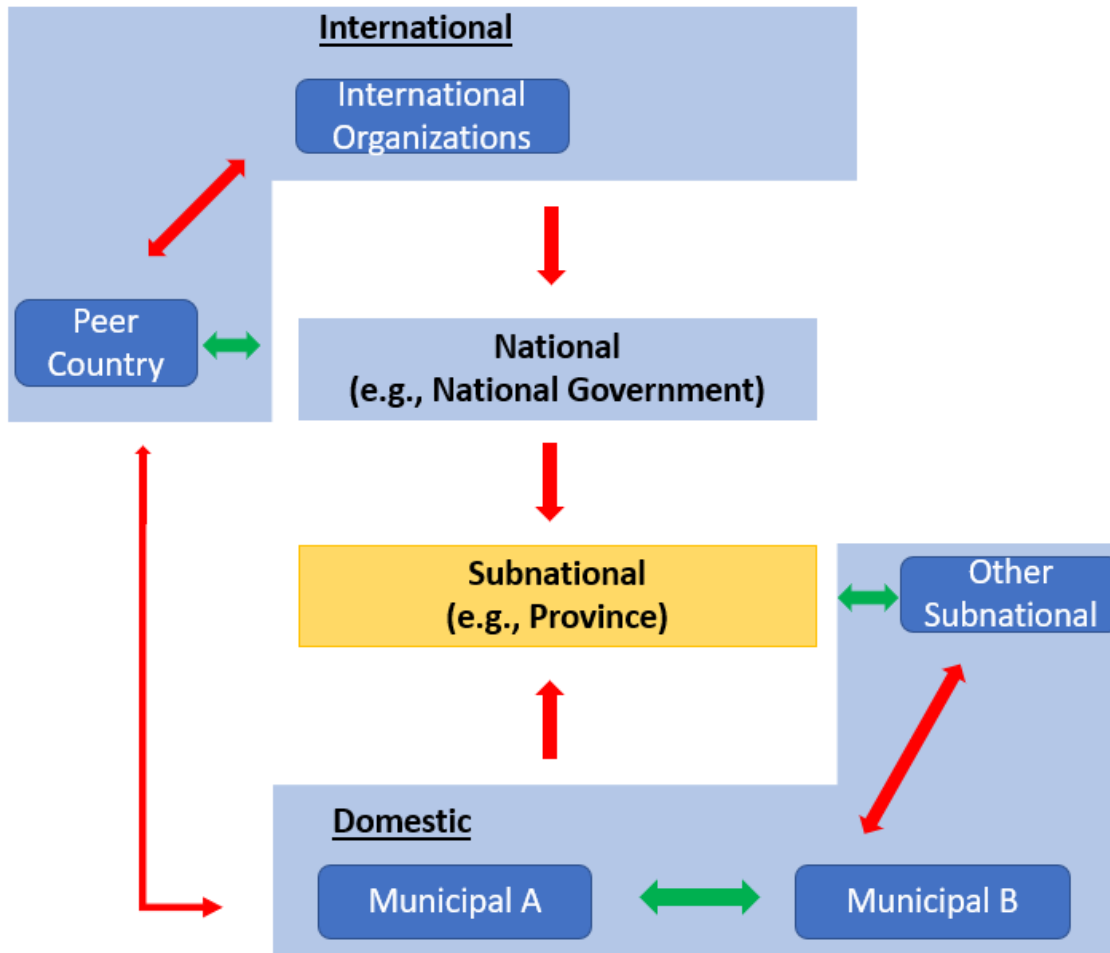 International
International
Organizations
Peer
Country
National
(e.g., National Government)
Subnational
(e.g., Province)
Other
Subnational
Domestic
Municipal A
Municipal B